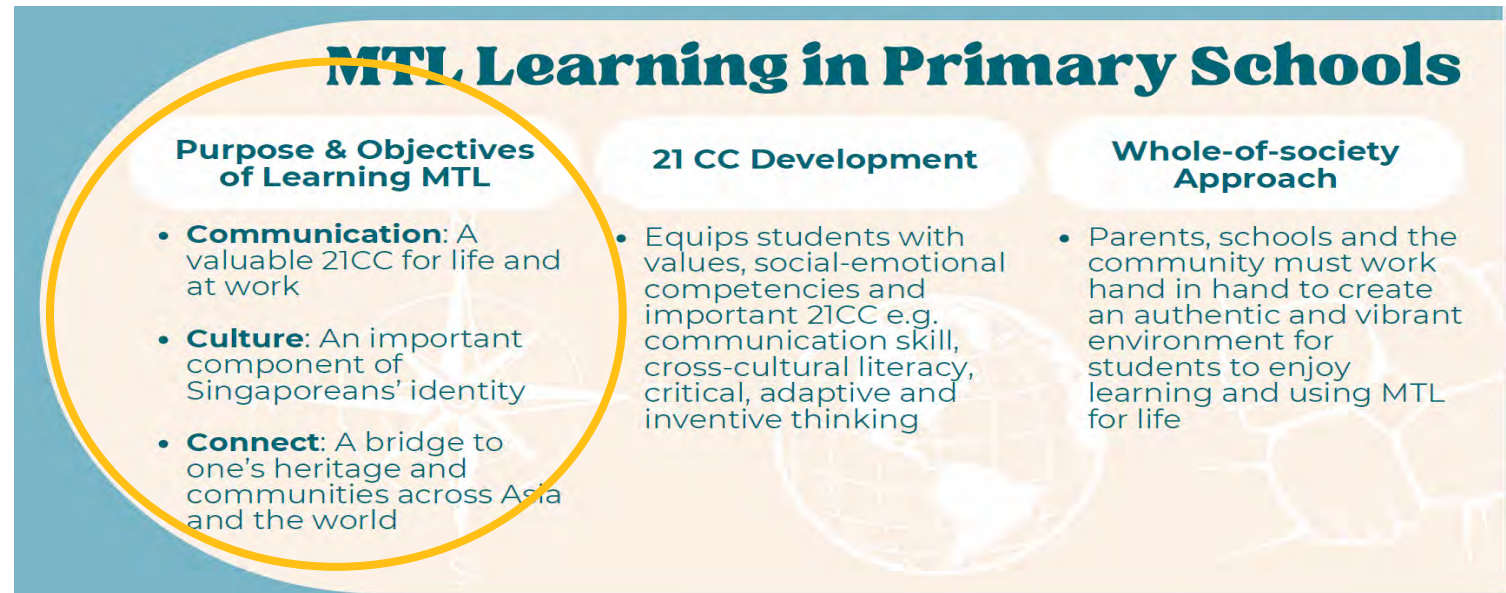 MTL Learning in Primary Schools
Purpose & Objectives
of Learning MTL
• Communication: A
valuable 21CC for life and
at work
• Culture: An important
component of
Singaporeans’ identity
• Connect: A bridge to
one’s heritage and
communities across Asia
and the world
21 CC Development
• Equips students with
values, social-emotional
competencies and
important 21CC e.g.
communication skill,
cross-cultural literacy,
critical, adaptive and
inventive thinking
Whole-of-society
Approach
• Parents, schools and the
community must work
hand in hand to create
an authentic and vibrant
environment for
students to enjoy
learning and using MTL
for life